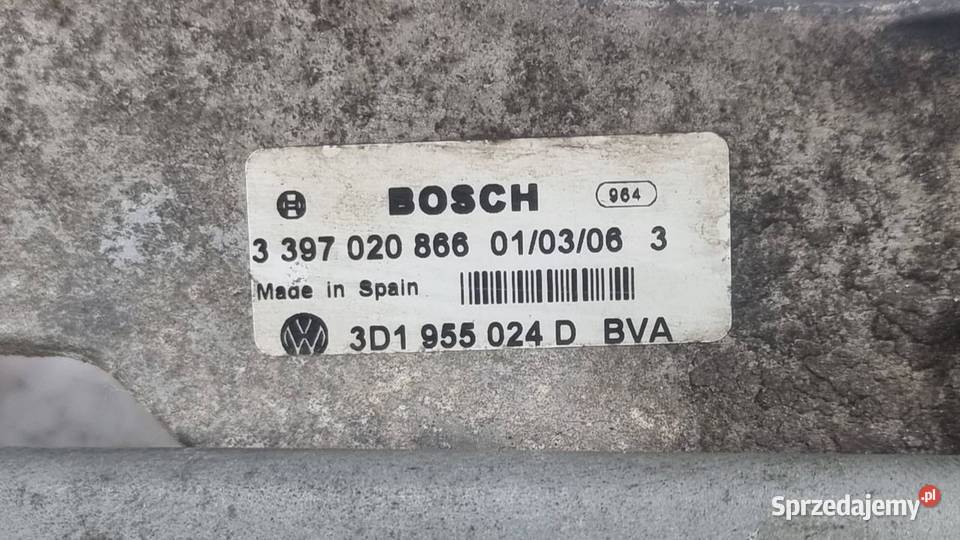 BOSCH 964
3 397 020 866 01/03/06 3
Made in Spain
3D1 955 024 D BVA
Sprzedajemy.pl